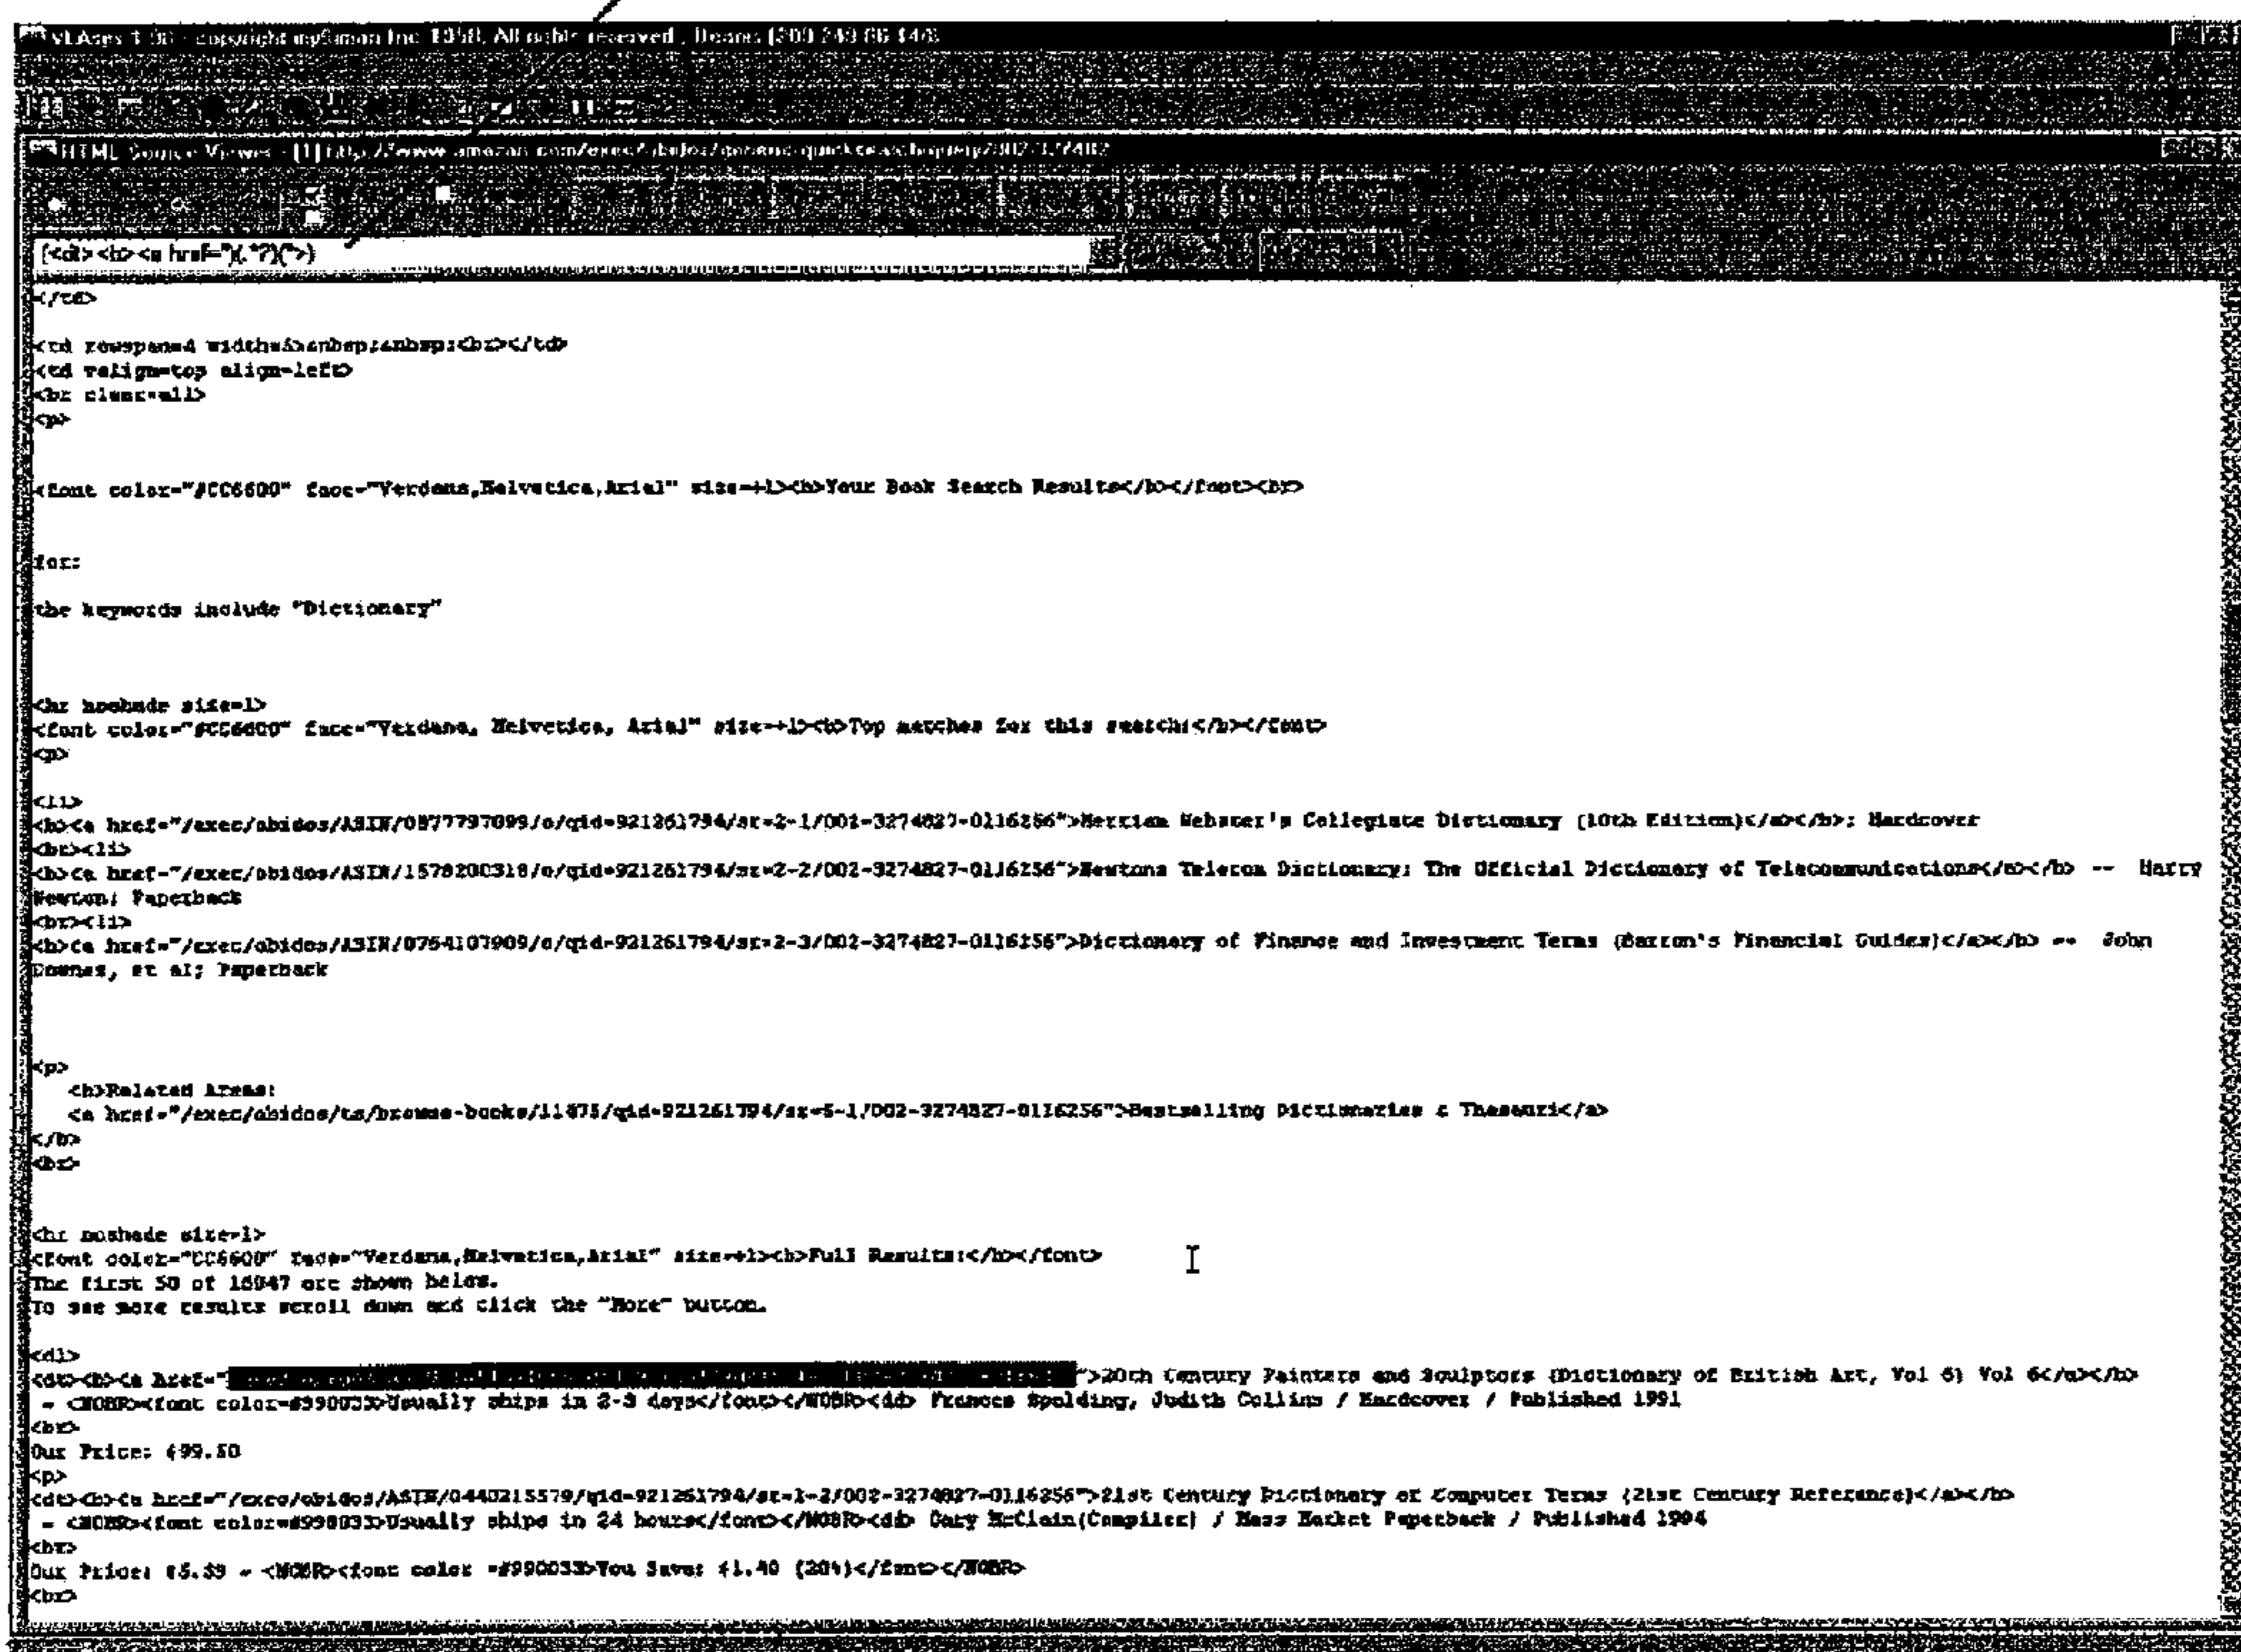 copyright mySimon Inc. All rights reserved
HTML Source Viewer - [1]
(<dt><b><a href=")(.*?)(">)
</td>
<td rowspan=4 width=5>&nbsp;&nbsp;<br></td>
<td valign=top align=left>
<br clear=all>
<p>
<font color="#CC6600" face="Verdana,Helvetica,Arial" size=+1><b>Your Book Search Results</b></font><br>
for:
the keywords include "Dictionary"
<hr noshade size=1>
<font color="#CC6600" face="Verdana, Helvetica, Arial" size=+1><b>Top matches for this search:</b></font>
<p>
<li>
<b><a href="/exec/obidos/ASIN/0877797099/o/qid=921261794/sr=2-1/002-3274827-0116256">Merriam Webster's Collegiate Dictionary (10th Edition)</a></b>; Hardcover
<br><li>
<b><a href="/exec/obidos/ASIN/1578200318/o/qid=921261794/sr=2-2/002-3274827-0116256">Newtons Telecom Dictionary: The Official Dictionary of Telecommunications</a></b> -- Harry
Newton; Paperback
<br><li>
<b><a href="/exec/obidos/ASIN/0764107909/o/qid=921261794/sr=2-3/002-3274827-0116256">Dictionary of Finance and Investment Terms (Barron's Financial Guides)</a></b> -- John
Downes, et al; Paperback
<p>
<b>Related Areas:
<a href="/exec/obidos/ts/browse-books/11475/qid=921261794/sr=5-1/002-3274827-0116256">Bestselling Dictionaries & Thesauri</a>
</b>
<br>
<hr noshade size=1>
<font color="CC6600" face="Verdana,Helvetica,Arial" size=+1><b>Full Results:</b></font>
The first 50 of 16947 are shown below.
To see more results scroll down and click the "More" button.
<dl>
<dt><b><a href=" ">20th Century Painters and Sculptors (Dictionary of British Art, Vol 6) Vol 6</a></b>
- <NOBR><font color=#990033>Usually ships in 2-3 days</font></NOBR><dd> Frances Spalding, Judith Collins / Hardcover / Published 1991
<br>
Our Price: $99.50
<p>
<dt><b><a href="/exec/obidos/ASIN/0440215579/qid=921261794/sr=1-2/002-3274827-0116256">21st Century Dictionary of Computer Terms (21st Century Reference)</a></b>
- <NOBR><font color=#990033>Usually ships in 24 hours</font></NOBR><dd> Gary McClain(Compiler) / Mass Market Paperback / Published 1994
<br>
Our Price: $5.59 ~ <NOBR><font color =#990033>You Save: $1.40 (20%)</font></NOBR>
<br>